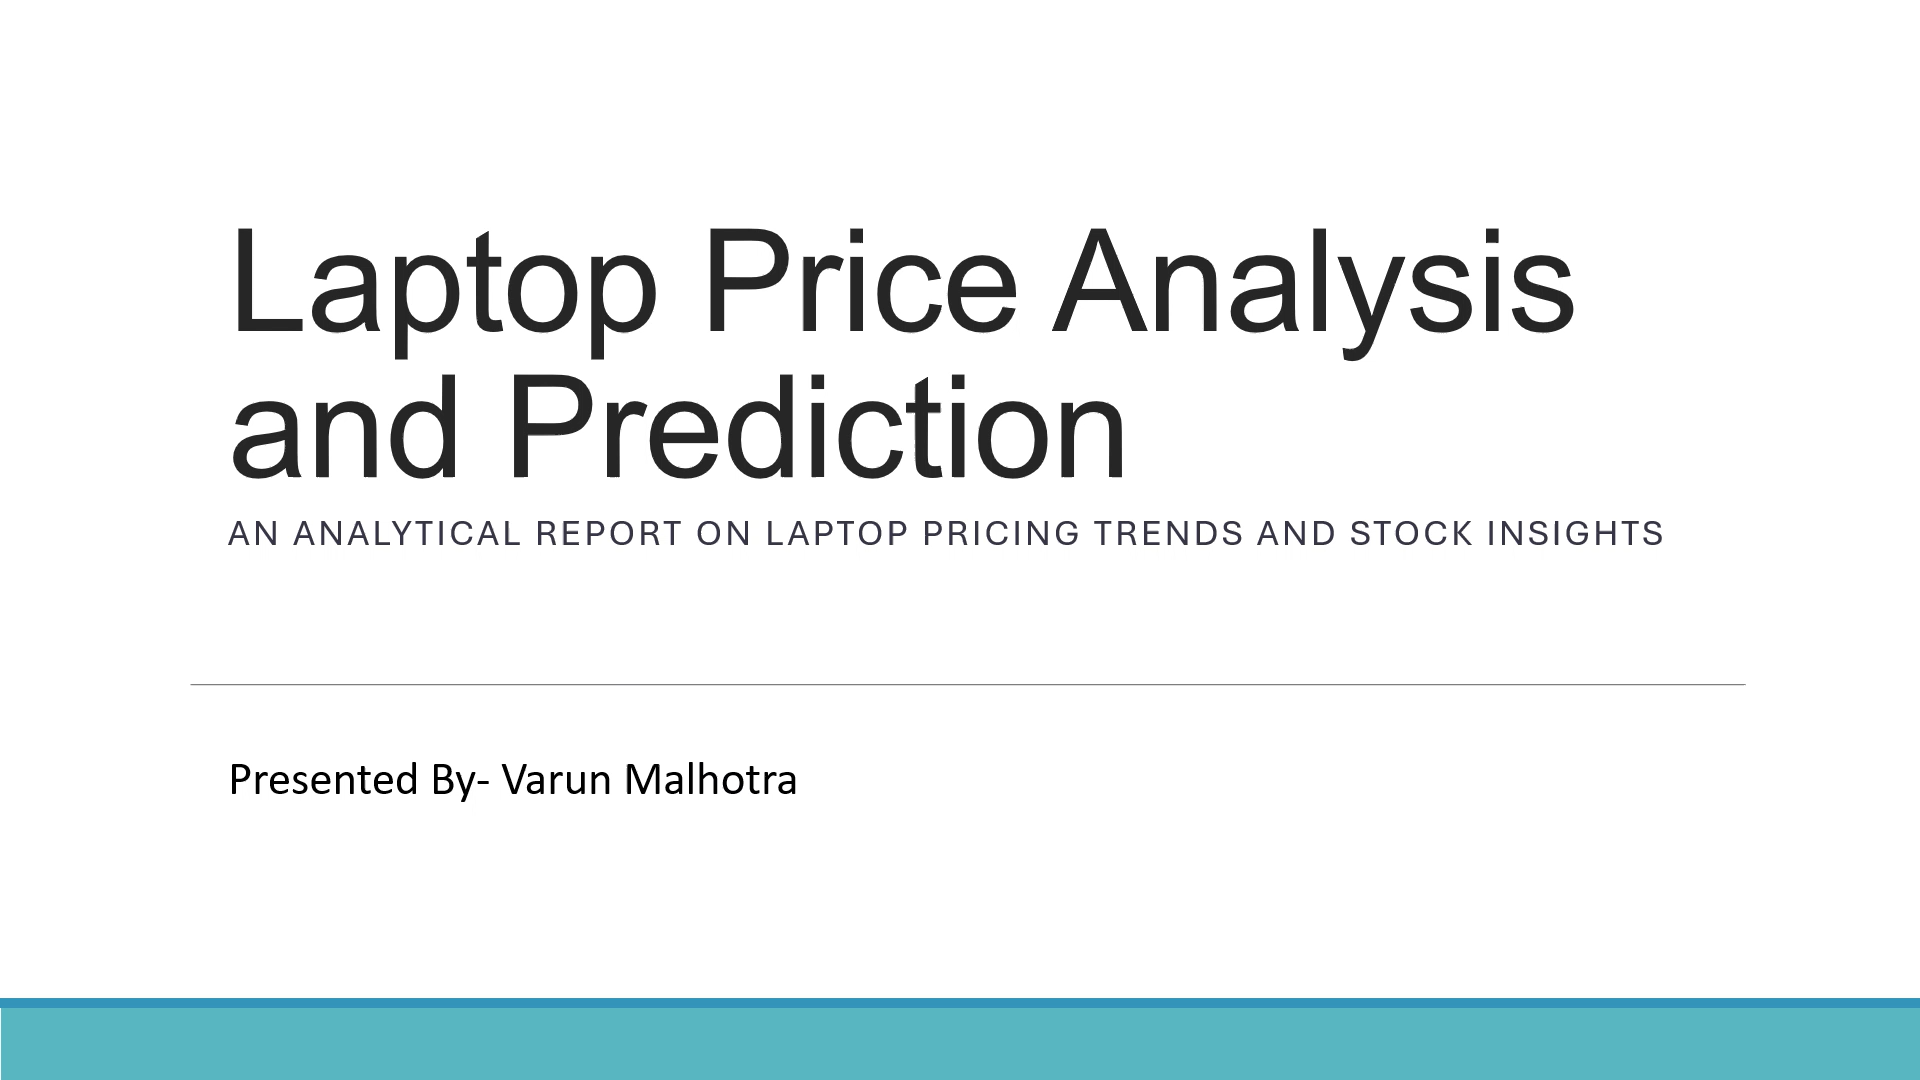 Laptop Price Analysis
and Prediction
AN ANALYTICAL REPORT ON LAPTOP PRICING TRENDS AND STOCK INSIGHTS
Presented By- Varun Malhotra